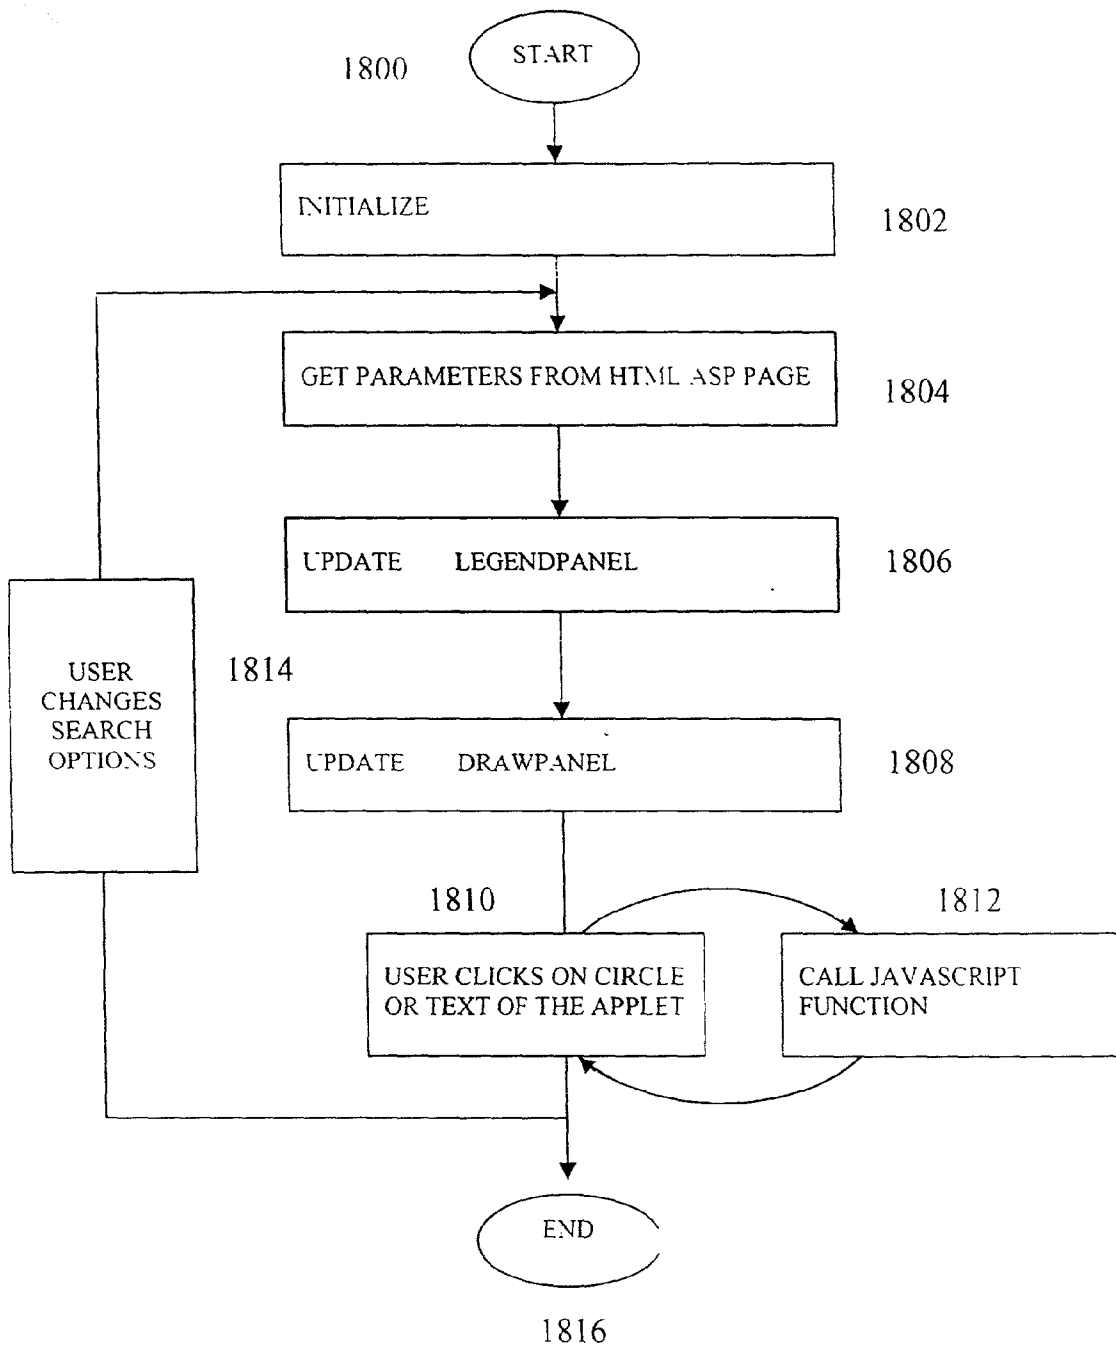 START
1800
INITIALIZE
1802
GET PARAMETERS FROM HTML ASP PAGE
1804
UPDATE LEGENDPANEL
1806
USER
CHANGES
SEARCH
OPTIONS
1814
UPDATE DRAWPANEL
1808
1810
1812
USER CLICKS ON CIRCLE
OR TEXT OF THE APPLET
CALL JAVASCRIPT
FUNCTION
END
1816